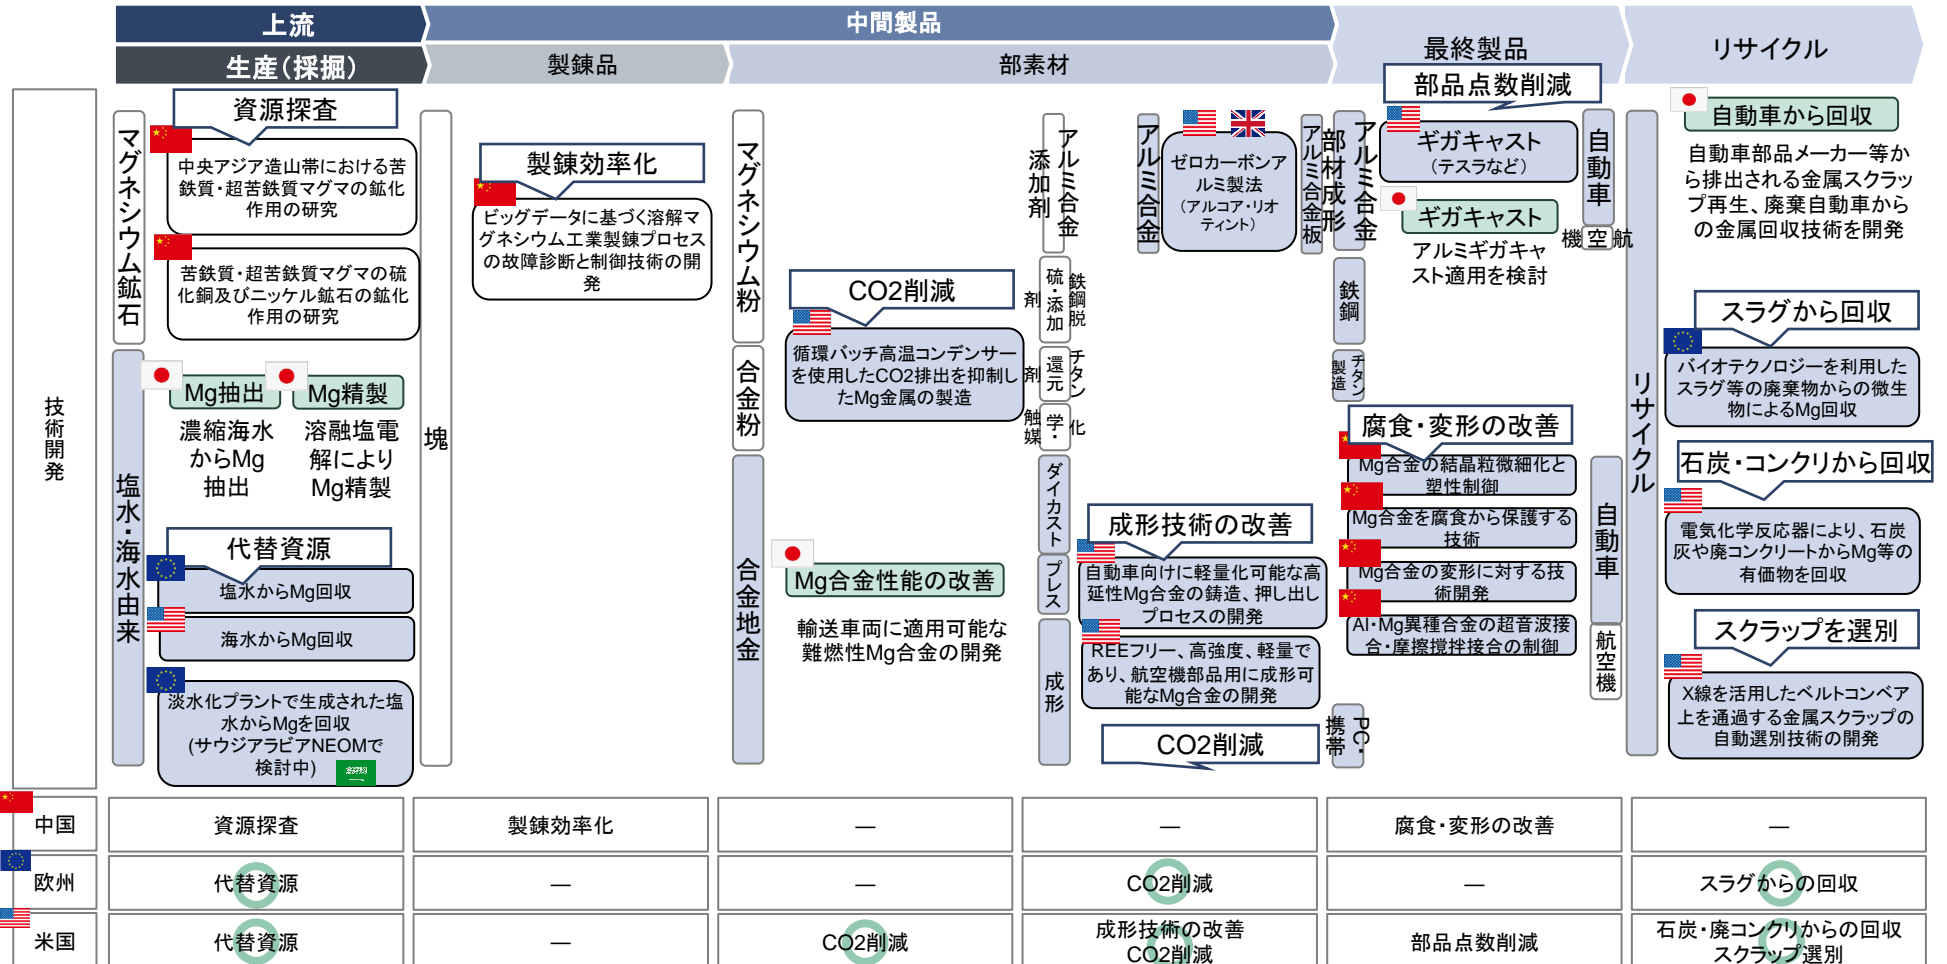 上流
中間製品
最終製品
リサイクル
生産(採掘)
製錬品
部素材
技術開発
マグネシウム鉱石
塩水・海水由来
資源探査
中央アジア造山帯における苦
鉄質・超苦鉄質マグマの鉱化
作用の研究
苦鉄質・超苦鉄質マグマの硫
化銅及びニッケル鉱石の鉱化
作用の研究
Mg抽出
濃縮海水
からMg
抽出
Mg精製
溶融塩電
解により
Mg精製
代替資源
塩水からMg回収
海水からMg回収
淡水化プラントで生成された塩
水からMgを回収
(サウジアラビアNEOMで
検討中)
塊
製錬効率化
ビッグデータに基づく溶解マ
グネシウム工業製錬プロセス
の故障診断と制御技術の開
発
マグネシウム粉
合金粉
合金地金
CO2削減
循環バッチ高温コンデンサー
を使用したCO2排出を抑制し
たMg金属の製造
Mg合金性能の改善
輸送車両に適用可能な
難燃性Mg合金の開発
アルミ合金
添加剤
鉄鋼脱
硫・添加
剤
チタン
還元
剤
化
学・
触媒
ダイカスト
プレス
成形
アルミ合金
ゼロカーボンア
ルミ製法
(アルコア・リオ
ティント)
アルミ合金板
成形技術の改善
自動車向けに軽量化可能な高
延性Mg合金の鋳造、押し出し
プロセスの開発
REEフリー、高強度、軽量で
あり、航空機部品用に成形可
能なMg合金の開発
CO2削減
アルミ合金
部材成形
鉄鋼
チタン
製造
PC・
携帯
部品点数削減
ギガキャスト
(テスラなど)
ギガキャスト
アルミギガキャ
スト適用を検討
自動車
航空機
腐食・変形の改善
Mg合金の結晶粒微細化と
塑性制御
Mg合金を腐食から保護する
技術
Mg合金の変形に対する技
術開発
Al・Mg異種合金の超音波接
合・摩擦撹拌接合の制御
自動車
航空機
リサイクル
自動車から回収
自動車部品メーカー等か
ら排出される金属スクラッ
プ再生、廃棄自動車から
の金属回収技術を開発
スラグから回収
バイオテクノロジーを利用した
スラグ等の廃棄物からの微生
物によるMg回収
石炭・コンクリから回収
電気化学反応器により、石炭
灰や廃コンクリートからMg等の
有価物を回収
スクラップを選別
X線を活用したベルトコンベア
上を通過する金属スクラップの
自動選別技術の開発
中国
資源探査
製錬効率化
—
—
腐食・変形の改善
—
欧州
代替資源
—
—
CO2削減
—
スラグからの回収
米国
代替資源
—
CO2削減
成形技術の改善
CO2削減
部品点数削減
石炭・廃コンクリからの回収
スクラップ選別